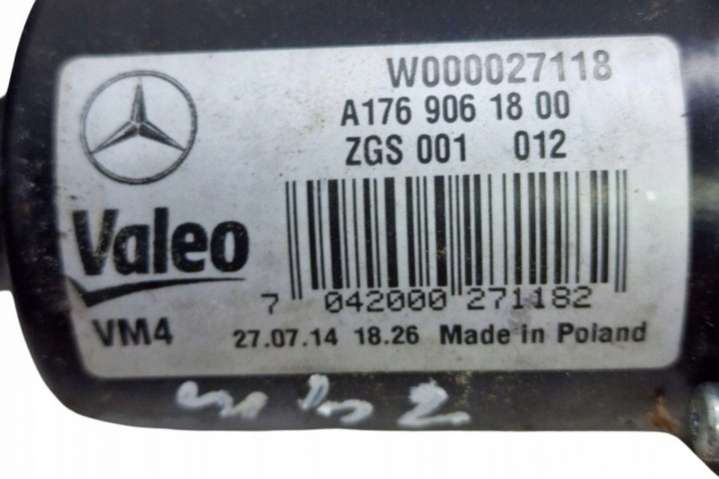 W000027118
A176 906 18 00
ZGS 001 012
Valeo
7 042000 271182
VM4 27.07.14 18.26 Made in Poland